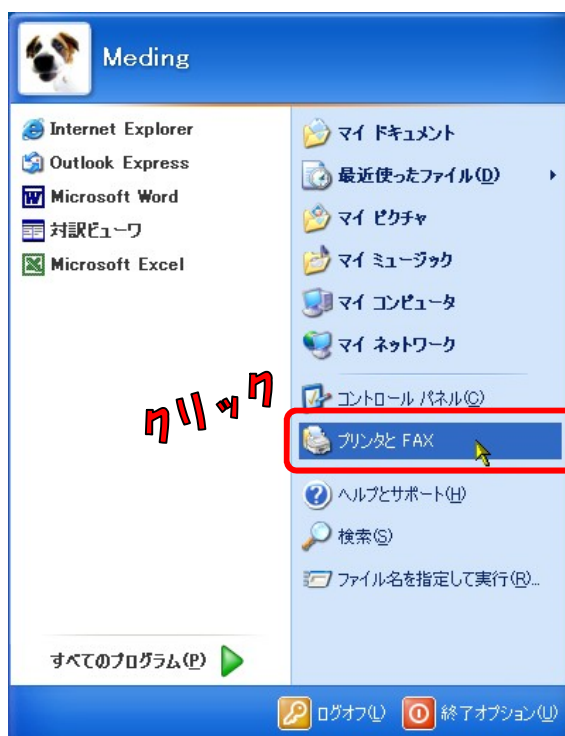 Meding
Internet Explorer
Outlook Express
Microsoft Word
対訳ビューワ
Microsoft Excel
すべてのプログラム(P)
マイ ドキュメント
最近使ったファイル(D)
マイ ピクチャ
マイ ミュージック
マイ コンピュータ
マイ ネットワーク
コントロール パネル(C)
クリック
プリンタと FAX
ヘルプとサポート(H)
検索(S)
ファイル名を指定して実行(R)...
ログオフ(L)
終了オプション(U)